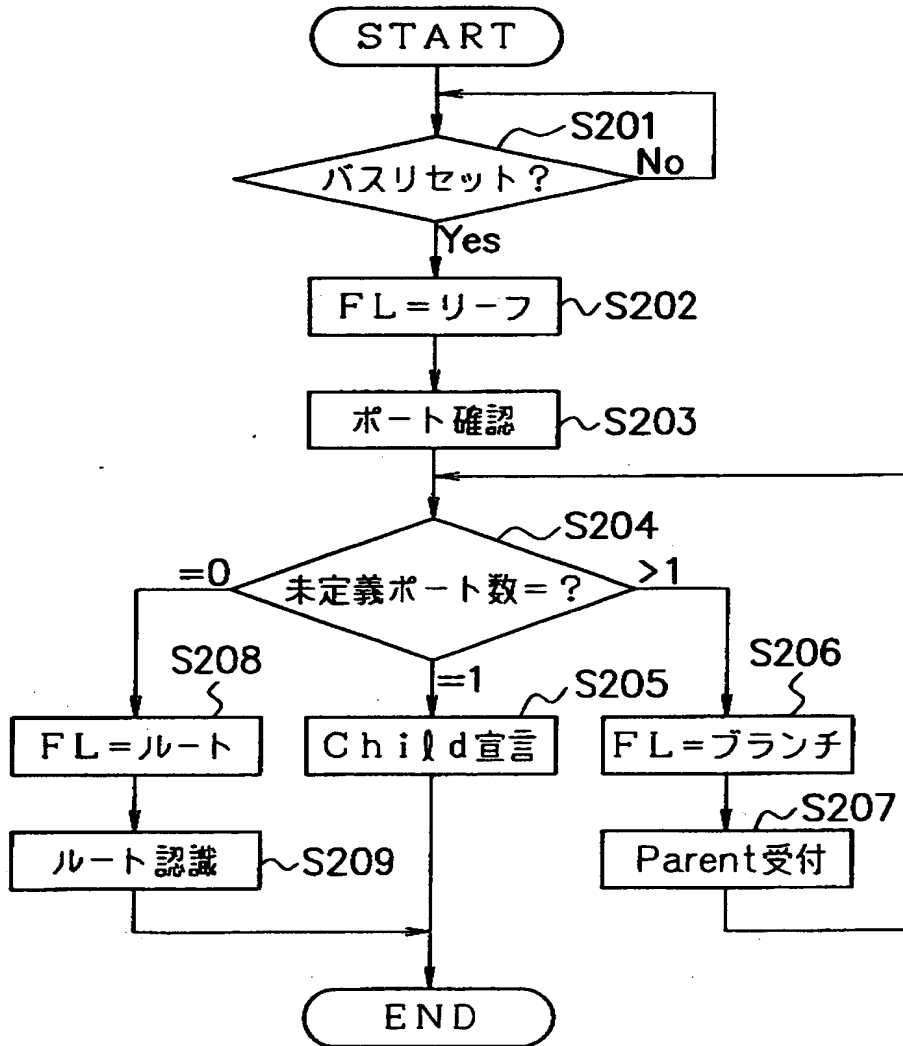 START
S201
バスリセット?
No
Yes
FL=リーフ
S202
ポート確認
S203
S204
=0
未定義ポート数=?
>1
S208
=1
S205
S206
FL=ルート
Child宣言
FL=ブランチ
S207
ルート認識
S209
Parent受付
END